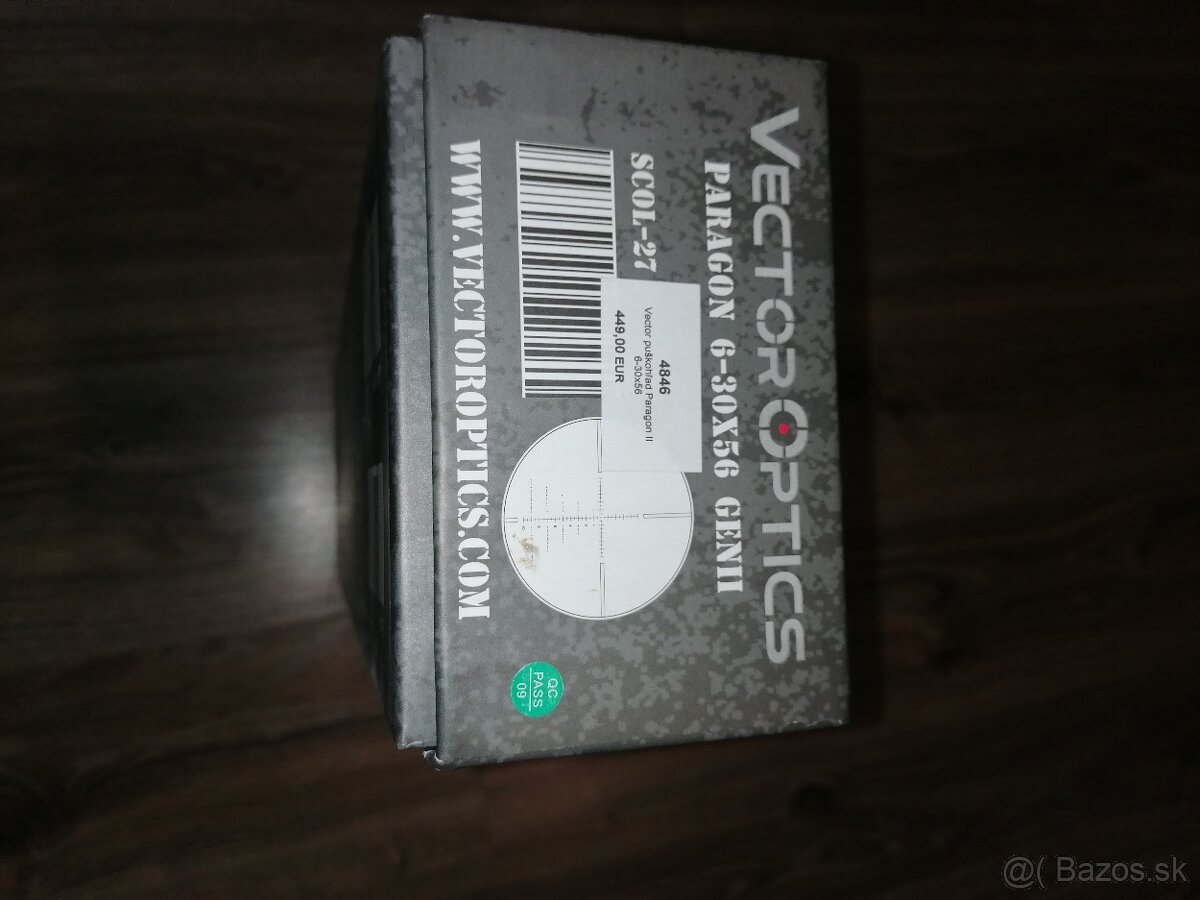 VECTOR OPTICS
PARAGON 6-30X56 GENII
4846
Vector puškohľad Paragon II
6-30x56
449,00 EUR
SCOL-27
WWW.VECTOROPTICS.COM
QC
PASS
09
@( Bazos.sk